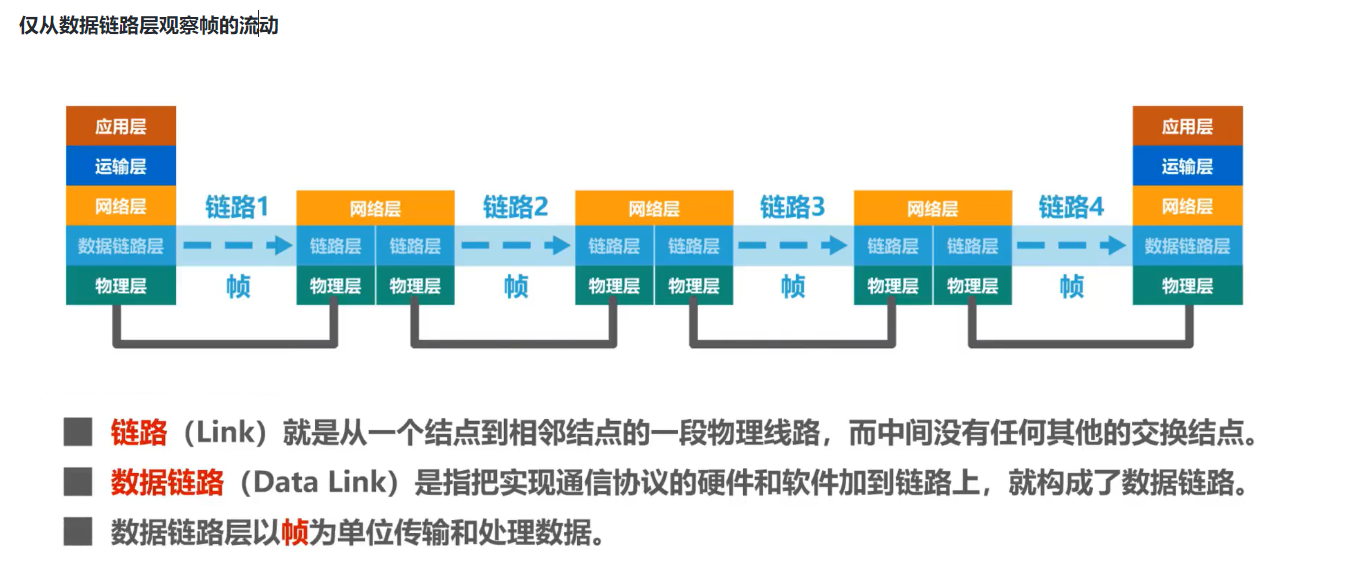 仅从数据链路层观察帧的流动
应用层
运输层
网络层
数据链路层
物理层
链路1
帧
网络层
链路层 链路层
物理层 物理层
链路2
帧
网络层
链路层 链路层
物理层 物理层
链路3
帧
网络层
链路层 链路层
物理层 物理层
链路4
帧
应用层
运输层
网络层
数据链路层
物理层
链路（Link）就是从一个结点到相邻结点的一段物理线路，而中间没有任何其他的交换结点。
数据链路（Data Link）是指把实现通信协议的硬件和软件加到链路上，就构成了数据链路。
数据链路层以帧为单位传输和处理数据。